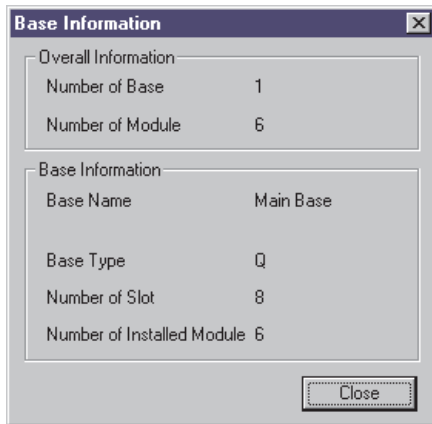 Base Information
Overall Information
Number of Base 1
Number of Module 6
Base Information
Base Name Main Base
Base Type Q
Number of Slot 8
Number of Installed Module 6
Close